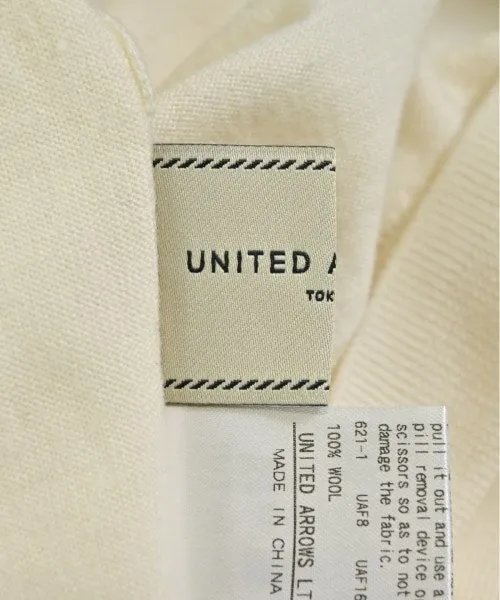 UNITED A
TOK
pull it out and use a
pill removal device o
scissors so as to not
damage the fabric.
621-1 UAF8 UAF16
100% WOOL
UNITED ARROWS LT
MADE IN CHINA